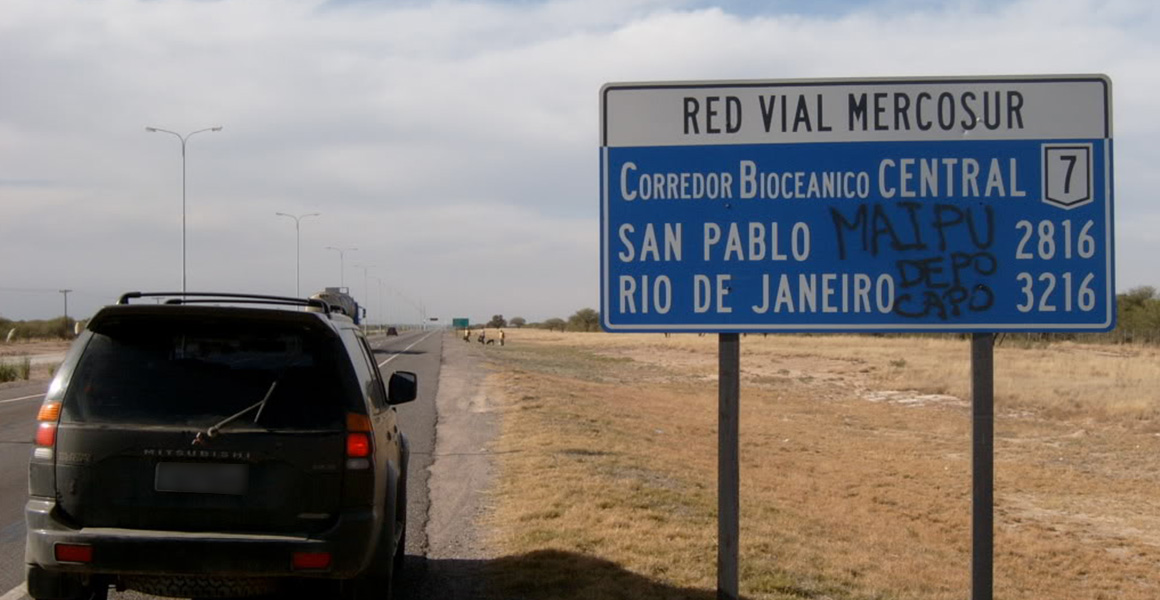 RED VIAL MERCOSUR
CORREDOR BIOCEANICO CENTRAL 7
SAN PABLO 2816
RIO DE JANEIRO 3216
MAIPU
DEPO
CAPO
MITSUBISHI